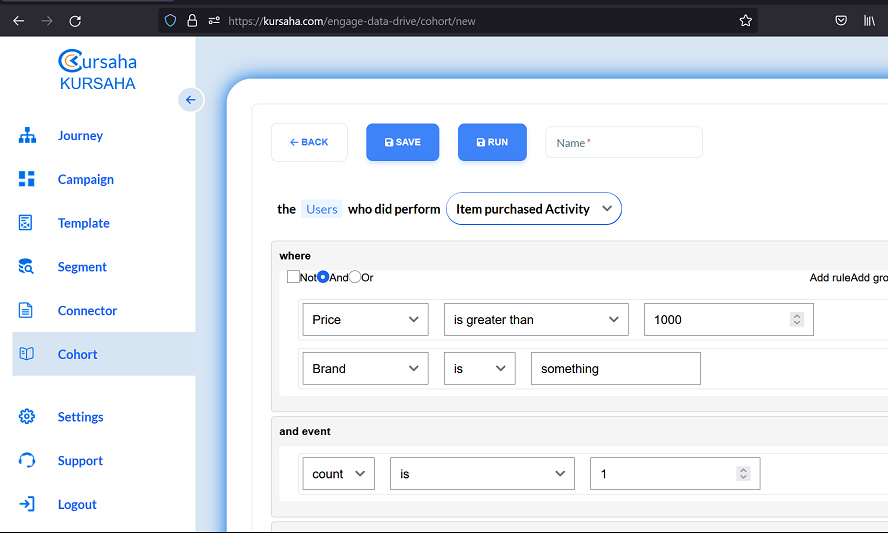 https://kursaha.com/engage-data-drive/cohort/new
Cursaha
KURSAHA
Journey
Campaign
Template
Segment
Connector
Cohort
Settings
Support
Logout
BACK SAVE RUN Name*
the Users who did perform Item purchased Activity
where
Not And Or Add ruleAdd gro
Price is greater than 1000
Brand is something
and event
count is 1